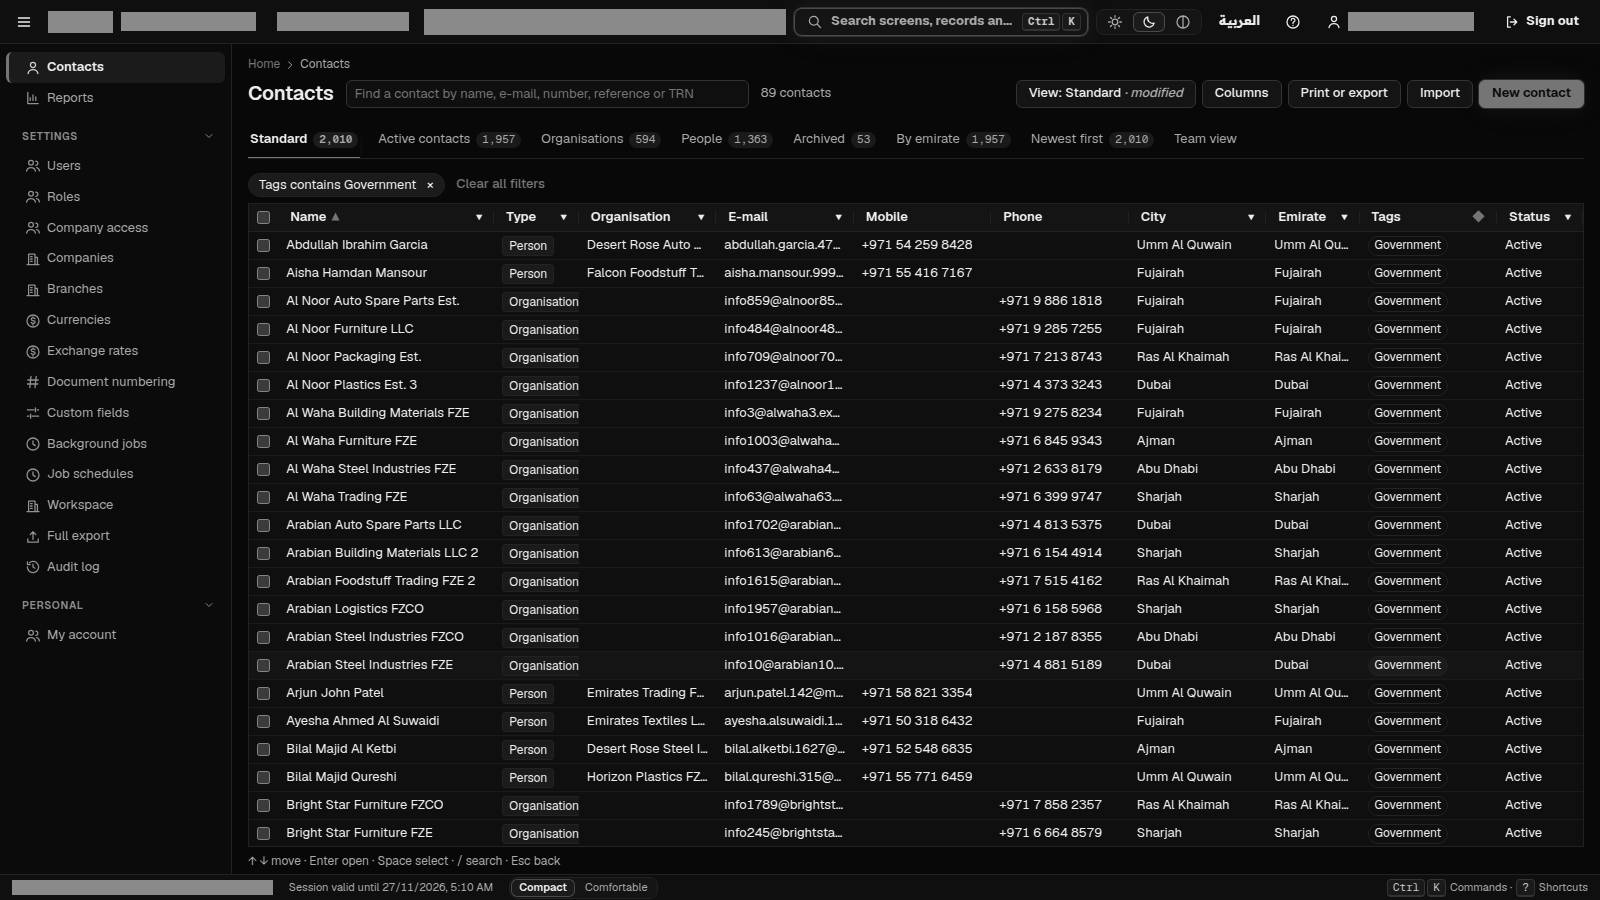 Search screens, records an... Ctrl K العربية Sign out
Contacts
Reports
SETTINGS
Users
Roles
Company access
Companies
Branches
Currencies
Exchange rates
Document numbering
Custom fields
Background jobs
Job schedules
Workspace
Full export
Audit log
PERSONAL
My account
Home > Contacts
Contacts Find a contact by name, e-mail, number, reference or TRN 89 contacts View: Standard · modified Columns Print or export Import New contact
Standard 2,010 Active contacts 1,957 Organisations 594 People 1,363 Archived 53 By emirate 1,957 Newest first 2,010 Team view
Tags contains Government × Clear all filters
Name Type Organisation E-mail Mobile Phone City Emirate Tags Status
Abdullah Ibrahim Garcia Person Desert Rose Auto ... abdullah.garcia.47... +971 54 259 8428 Umm Al Quwain Umm Al Qu... Government Active
Aisha Hamdan Mansour Person Falcon Foodstuff T... aisha.mansour.999... +971 55 416 7167 Fujairah Fujairah Government Active
Al Noor Auto Spare Parts Est. Organisation info859@alnoor85... +971 9 886 1818 Fujairah Fujairah Government Active
Al Noor Furniture LLC Organisation info484@alnoor48... +971 9 285 7255 Fujairah Fujairah Government Active
Al Noor Packaging Est. Organisation info709@alnoor70... +971 7 213 8743 Ras Al Khaimah Ras Al Khai... Government Active
Al Noor Plastics Est. 3 Organisation info1237@alnoor1... +971 4 373 3243 Dubai Dubai Government Active
Al Waha Building Materials FZE Organisation info3@alwaha3.ex... +971 9 275 8234 Fujairah Fujairah Government Active
Al Waha Furniture FZE Organisation info1003@alwaha... +971 6 845 9343 Ajman Ajman Government Active
Al Waha Steel Industries FZE Organisation info437@alwaha4... +971 2 633 8179 Abu Dhabi Abu Dhabi Government Active
Al Waha Trading FZE Organisation info63@alwaha63.... +971 6 399 9747 Sharjah Sharjah Government Active
Arabian Auto Spare Parts LLC Organisation info1702@arabian... +971 4 813 5375 Dubai Dubai Government Active
Arabian Building Materials LLC 2 Organisation info613@arabian6... +971 6 154 4914 Sharjah Sharjah Government Active
Arabian Foodstuff Trading FZE 2 Organisation info1615@arabian... +971 7 515 4162 Ras Al Khaimah Ras Al Khai... Government Active
Arabian Logistics FZCO Organisation info1957@arabian... +971 6 158 5968 Sharjah Sharjah Government Active
Arabian Steel Industries FZCO Organisation info1016@arabian... +971 2 187 8355 Abu Dhabi Abu Dhabi Government Active
Arabian Steel Industries FZE Organisation info10@arabian10.... +971 4 881 5189 Dubai Dubai Government Active
Arjun John Patel Person Emirates Trading F... arjun.patel.142@m... +971 58 821 3354 Umm Al Quwain Umm Al Qu... Government Active
Ayesha Ahmed Al Suwaidi Person Emirates Textiles L... ayesha.alsuwaidi.1... +971 50 318 6432 Fujairah Fujairah Government Active
Bilal Majid Al Ketbi Person Desert Rose Steel I... bilal.alketbi.1627@... +971 52 548 6835 Ajman Ajman Government Active
Bilal Majid Qureshi Person Horizon Plastics FZ... bilal.qureshi.315@... +971 55 771 6459 Umm Al Quwain Umm Al Qu... Government Active
Bright Star Furniture FZCO Organisation info1789@brightst... +971 7 858 2357 Ras Al Khaimah Ras Al Khai... Government Active
Bright Star Furniture FZE Organisation info245@brightsta... +971 6 664 8579 Sharjah Sharjah Government Active
↑↓ move · Enter open · Space select · / search · Esc back
Session valid until 27/11/2026, 5:10 AM Compact Comfortable Ctrl K Commands · ? Shortcuts